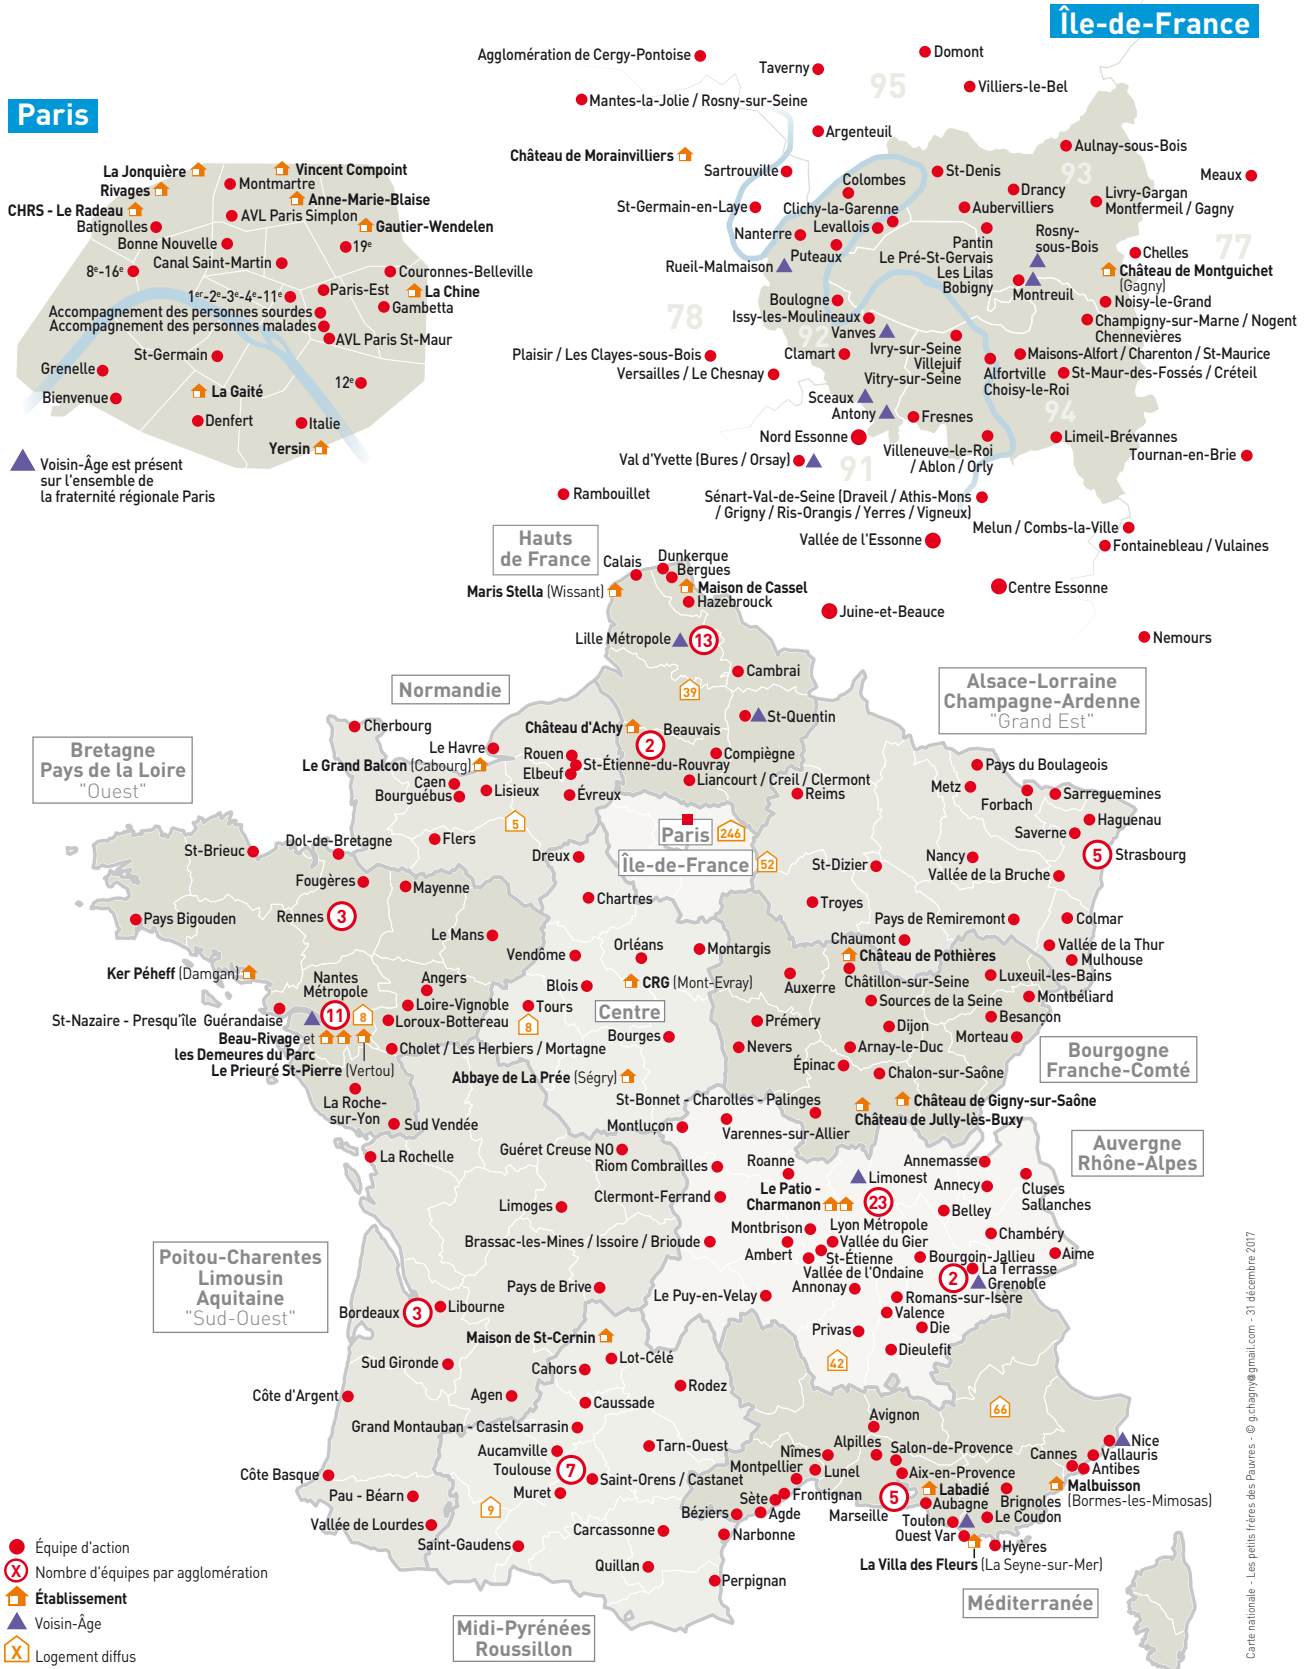 Île-de-France
Agglomération de Cergy-Pontoise
Domont
Taverny
95
Villiers-le-Bel
Mantes-la-Jolie / Rosny-sur-Seine
Argenteuil
Aulnay-sous-Bois
Château de Morainvilliers
Sartrouville
Colombes
St-Denis
93
Meaux
Drancy
Livry-Gargan
Montfermeil / Gagny
St-Germain-en-Laye
Clichy-la-Garenne
Aubervilliers
Nanterre
Levallois
Puteaux
Pantin
Le Pré-St-Gervais
Les Lilas
Bobigny
Rosny-
sous-Bois
Chelles
77
Rueil-Malmaison
Château de Montguichet
(Gagny)
Montreuil
Noisy-le-Grand
Boulogne
Issy-les-Moulineaux
78
Vanves
92
Champigny-sur-Marne / Nogent
Chennevières
Clamart
Ivry-sur-Seine
Villejuif
Vitry-sur-Seine
Plaisir / Les Clayes-sous-Bois
Versailles / Le Chesnay
Alfortville
Choisy-le-Roi
Maisons-Alfort / Charenton / St-Maurice
St-Maur-des-Fossés / Créteil
Sceaux
Antony
Fresnes
94
Nord Essonne
Limeil-Brévannes
Villeneuve-le-Roi
/ Ablon / Orly
Tournan-en-Brie
Val d'Yvette (Bures / Orsay)
91
Rambouillet
Sénart-Val-de-Seine (Draveil / Athis-Mons
/ Grigny / Ris-Orangis / Yerres / Vigneux)
Melun / Combs-la-Ville
Vallée de l'Essonne
Fontainebleau / Vulaines
Centre Essonne
Juine-et-Beauce
Nemours
Paris
La Jonquière
Vincent Compoint
Rivages
Montmartre
Anne-Marie-Blaise
CHRS - Le Radeau
AVL Paris Simplon
Batignolles
Gautier-Wendelen
Bonne Nouvelle
19e
Canal Saint-Martin
8e-16e
Couronnes-Belleville
Paris-Est
La Chine
1er-2e-3e-4e-11e
Gambetta
Accompagnement des personnes sourdes
Accompagnement des personnes malades
AVL Paris St-Maur
St-Germain
Grenelle
12e
La Gaité
Bienvenue
Denfert
Italie
Yersin
Voisin-Âge est présent
sur l'ensemble de
la fraternité régionale Paris
Hauts
de France
Calais
Dunkerque
Bergues
Maris Stella (Wissant)
Maison de Cassel
Hazebrouck
Lille Métropole
13
Cambrai
39
St-Quentin
Château d'Achy
Beauvais
2
Compiègne
Liancourt / Creil / Clermont
Normandie
Cherbourg
Le Havre
Rouen
St-Étienne-du-Rouvray
Le Grand Balcon (Cabourg)
Elbeuf
Caen
Bourguébus
Lisieux
Évreux
5
Flers
Alsace-Lorraine
Champagne-Ardenne
"Grand Est"
Pays du Boulageois
Metz
Forbach
Sarreguemines
Reims
Haguenau
Saverne
5
Strasbourg
Nancy
Vallée de la Bruche
St-Dizier
Troyes
Pays de Remiremont
Colmar
Chaumont
Vallée de la Thur
Mulhouse
Bretagne
Pays de la Loire
"Ouest"
St-Brieuc
Dol-de-Bretagne
Fougères
Mayenne
Pays Bigouden
Rennes
3
Le Mans
Ker Péheff (Damgan)
Nantes
Métropole
Angers
Loire-Vignoble
11
8
St-Nazaire - Presqu'île Guérandaise
Loroux-Bottereau
Beau-Rivage et
les Demeures du Parc
Cholet / Les Herbiers / Mortagne
Le Prieuré St-Pierre (Vertou)
La Roche-
sur-Yon
Sud Vendée
Paris
246
Île-de-France
52
Dreux
Chartres
Orléans
Montargis
Vendôme
Blois
CRG (Mont-Evray)
Tours
8
Centre
Bourges
Abbaye de La Prée (Ségry)
Château de Pothières
Auxerre
Châtillon-sur-Seine
Luxeuil-les-Bains
Sources de la Seine
Montbéliard
Prémery
Dijon
Besançon
Nevers
Arnay-le-Duc
Morteau
Épinac
Chalon-sur-Saône
Bourgogne
Franche-Comté
St-Bonnet - Charolles - Palinges
Château de Gigny-sur-Saône
Château de Jully-lès-Buxy
Auvergne
Rhône-Alpes
Montluçon
Varennes-sur-Allier
Riom Combrailles
Roanne
Limonest
Annemasse
Annecy
Cluses
Sallanches
Clermont-Ferrand
Le Patio -
Charmanon
23
Belley
Montbrison
Lyon Métropole
Chambéry
Brassac-les-Mines / Issoire / Brioude
Vallée du Gier
Ambert
St-Étienne
Bourgoin-Jallieu
Aime
Vallée de l'Ondaine
La Terrasse
2
Grenoble
Le Puy-en-Velay
Annonay
Romans-sur-Isère
Valence
Privas
Die
Dieulefit
42
Poitou-Charentes
Limousin
Aquitaine
"Sud-Ouest"
La Rochelle
Guéret Creuse NO
Limoges
Pays de Brive
Bordeaux
3
Libourne
Sud Gironde
Côte d'Argent
Agen
Côte Basque
Pau - Béarn
Maison de St-Cernin
Lot-Célé
Cahors
Rodez
Caussade
Grand Montauban - Castelsarrasin
Aucamville
Tarn-Ouest
Toulouse
7
Saint-Orens / Castanet
Muret
9
Vallée de Lourdes
Saint-Gaudens
Carcassonne
Quillan
Narbonne
Perpignan
Midi-Pyrénées
Roussillon
66
Avignon
Alpilles
Nîmes
Salon-de-Provence
Montpellier
Lunel
Aix-en-Provence
Nice
Cannes
Vallauris
Antibes
Sète
Frontignan
5
Labadié
Malbuisson
(Bormes-les-Mimosas)
Béziers
Agde
Marseille
Aubagne
Brignoles
Toulon
Le Coudon
Ouest Var
Hyères
La Villa des Fleurs (La Seyne-sur-Mer)
Méditerranée
Équipe d'action
X Nombre d'équipes par agglomération
Établissement
Voisin-Âge
X Logement diffus
Carte nationale - Les petits frères des Pauvres - © g.chagny@gmail.com - 31 décembre 2017